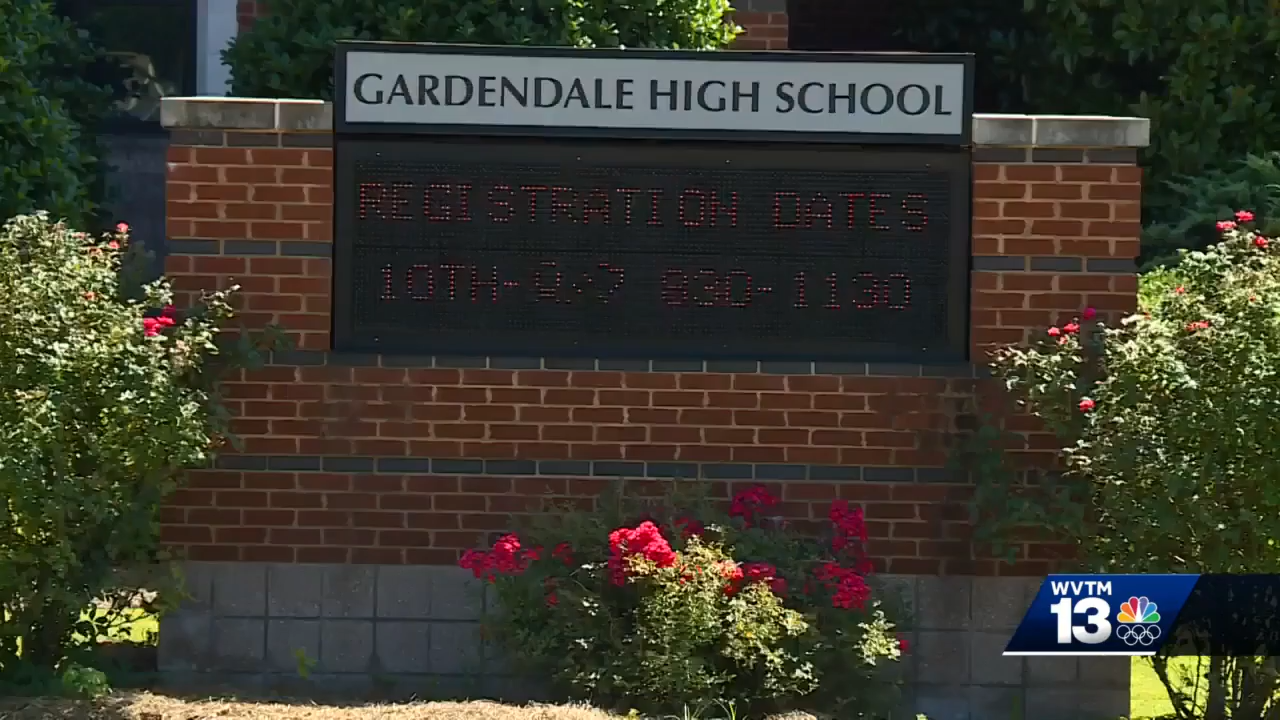 GARDENDALE HIGH SCHOOL
REGISTRATION DATES
10TH- 830-1130
WVTM
13